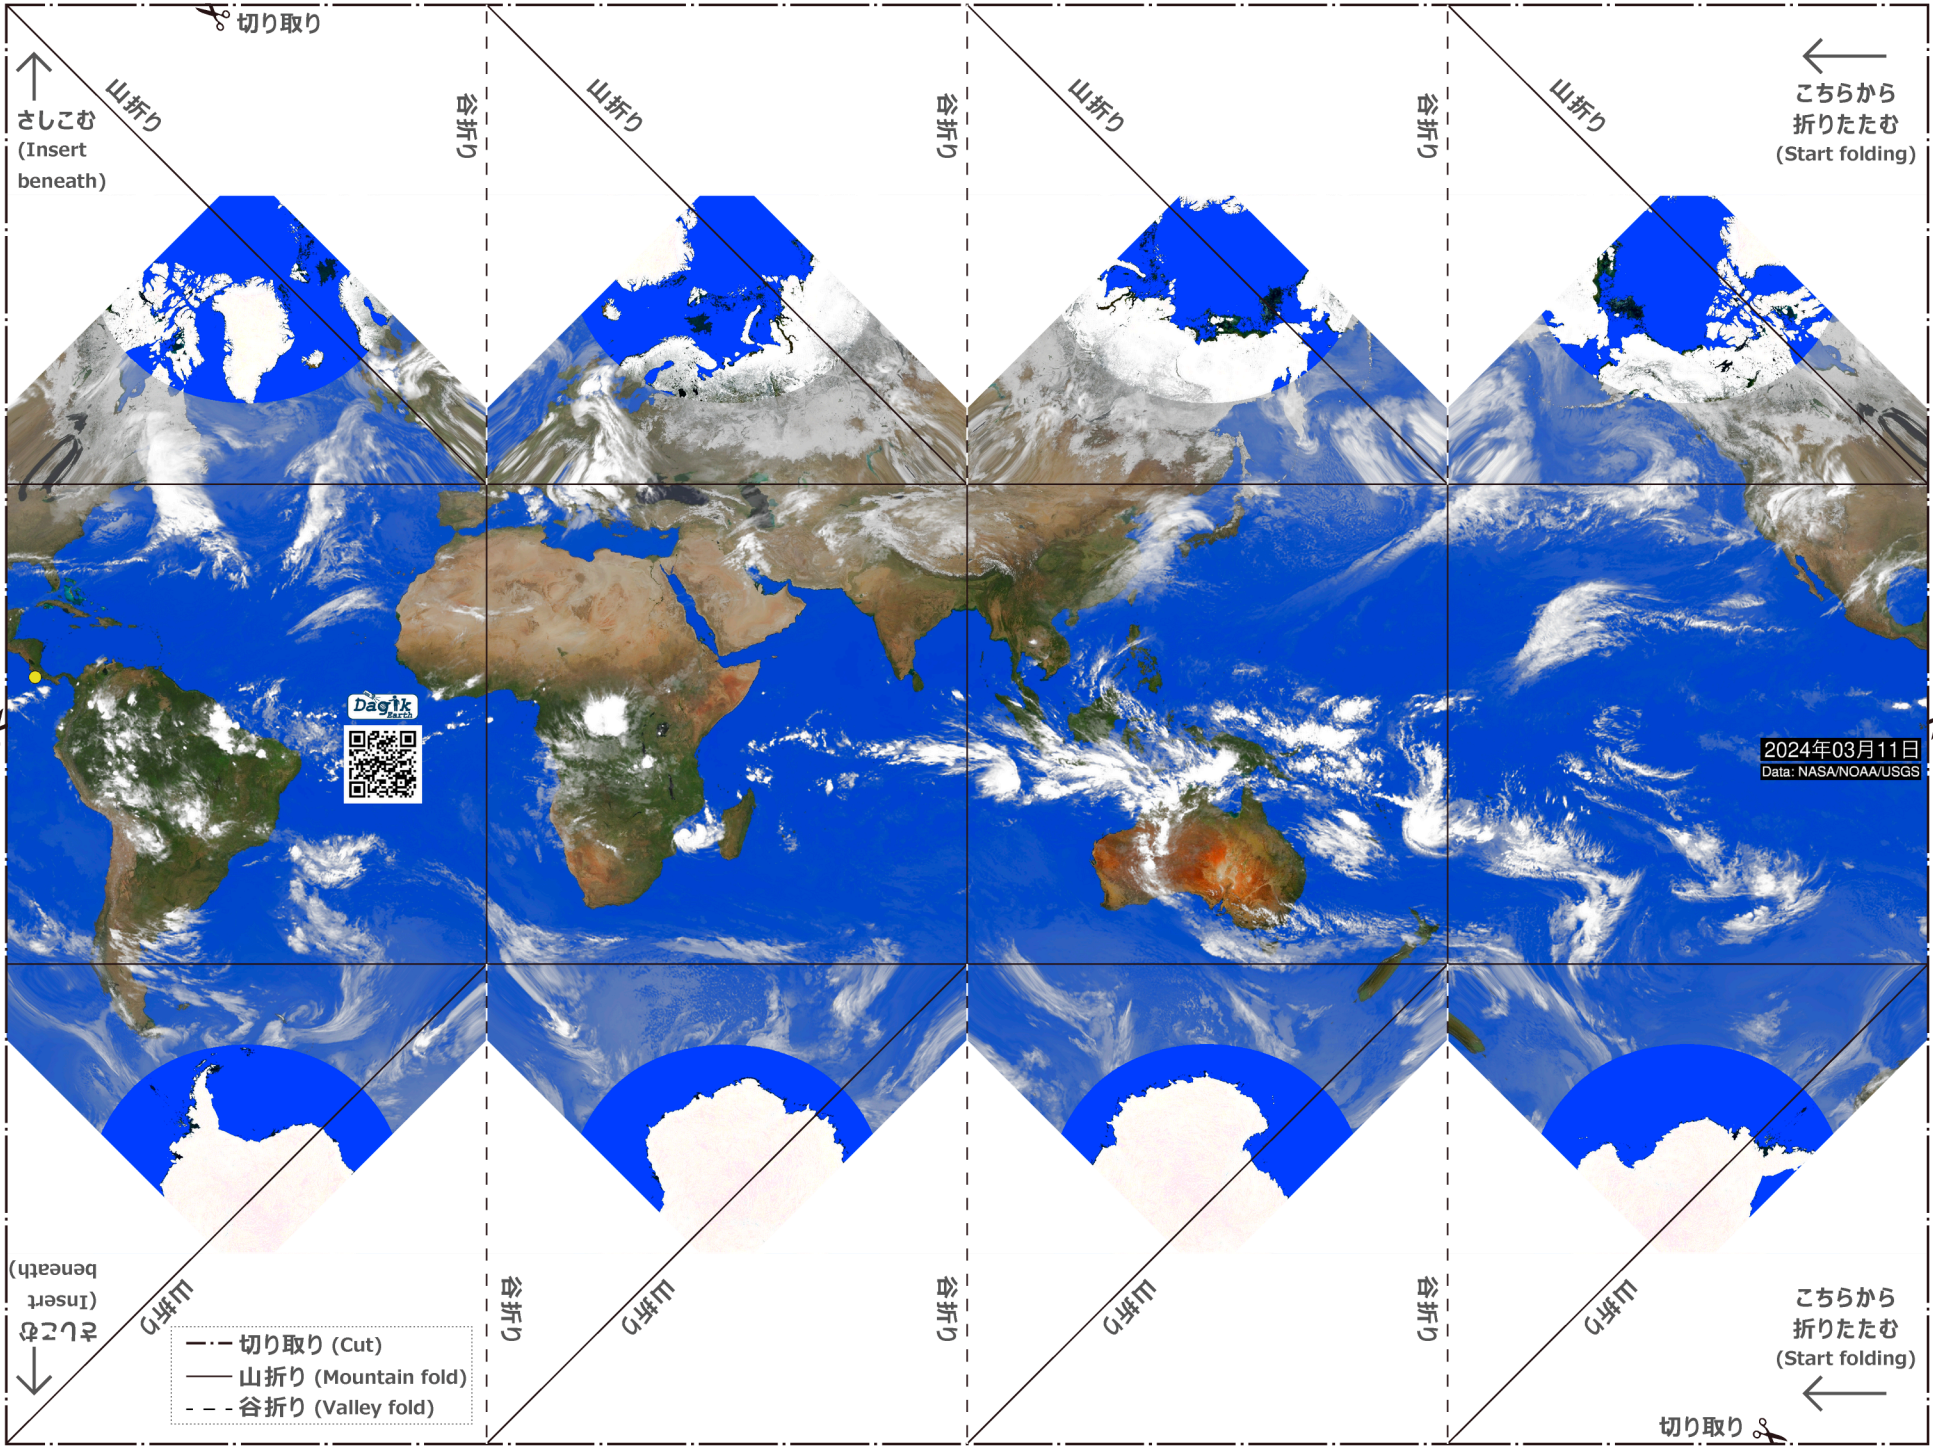 切り取り
山折り
谷折り
山折り
谷折り
山折り
谷折り
山折り
さしこむ
(Insert
beneath)
こちらから
折りたたむ
(Start folding)
Dagik
Earth
2024年03月11日
Data: NASA/NOAA/USGS
さしこむ
(Insert
beneath)
山折り
谷折り
山折り
谷折り
山折り
谷折り
山折り
こちらから
折りたたむ
(Start folding)
切り取り (Cut)
山折り (Mountain fold)
谷折り (Valley fold)
切り取り